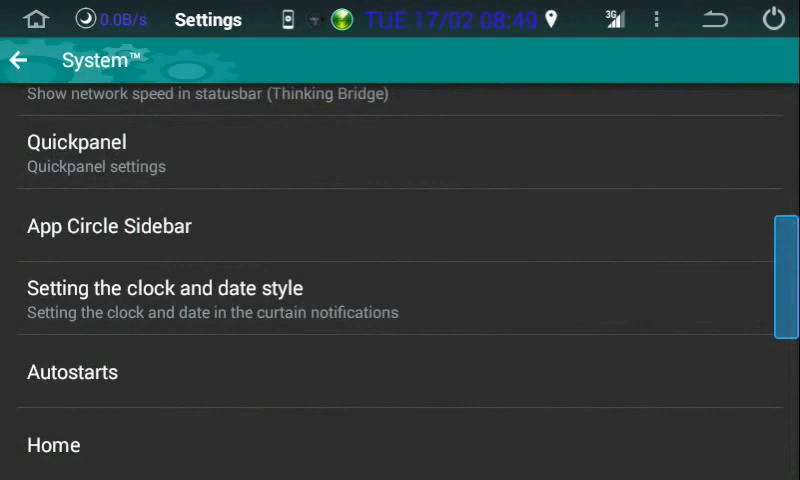 0.0B/s Settings TUE 17/02 08:49 3G
System™
Show network speed in statusbar (Thinking Bridge)
Quickpanel
Quickpanel settings
App Circle Sidebar
Setting the clock and date style
Setting the clock and date in the curtain notifications
Autostarts
Home